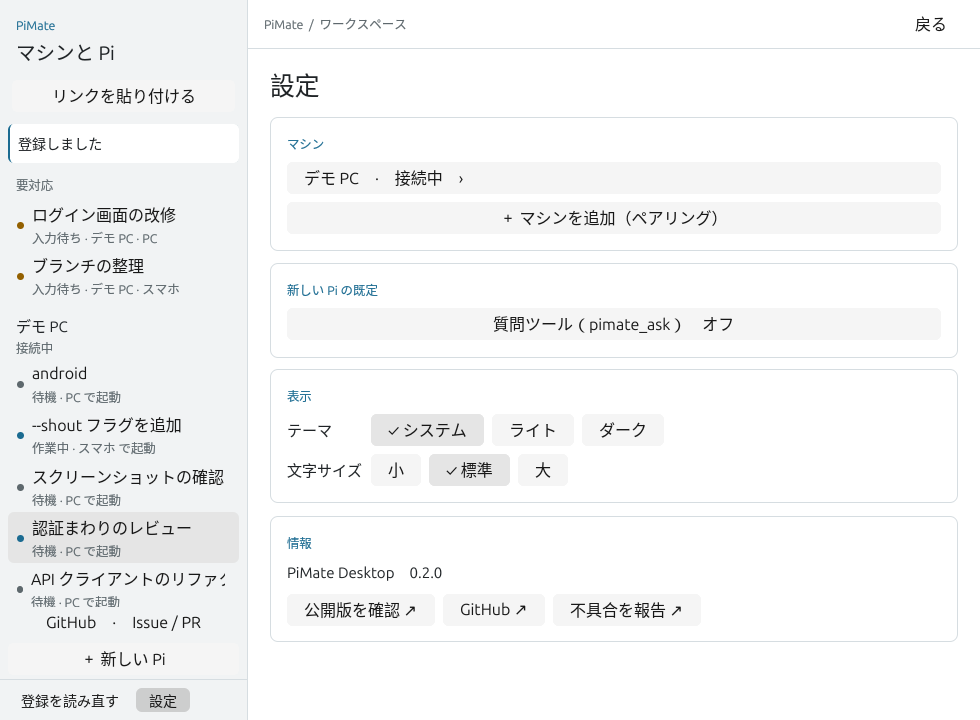 PiMate
マシンと Pi
リンクを貼り付ける
登録しました
要対応
ログイン画面の改修
入力待ち · デモ PC · PC
ブランチの整理
入力待ち · デモ PC · スマホ
デモ PC
接続中
android
待機 · PC で起動
--shout フラグを追加
作業中 · スマホ で起動
スクリーンショットの確認
待機 · PC で起動
認証まわりのレビュー
待機 · PC で起動
API クライアントのリファク
待機 · PC で起動
GitHub · Issue / PR
+ 新しい Pi
登録を読み直す 設定
PiMate / ワークスペース 戻る
設定
マシン
デモ PC · 接続中 ›
+ マシンを追加（ペアリング）
新しい Pi の既定
質問ツール ( pimate_ask ) オフ
表示
テーマ ✓システム ライト ダーク
文字サイズ 小 ✓標準 大
情報
PiMate Desktop 0.2.0
公開版を確認 ↗ GitHub ↗ 不具合を報告 ↗